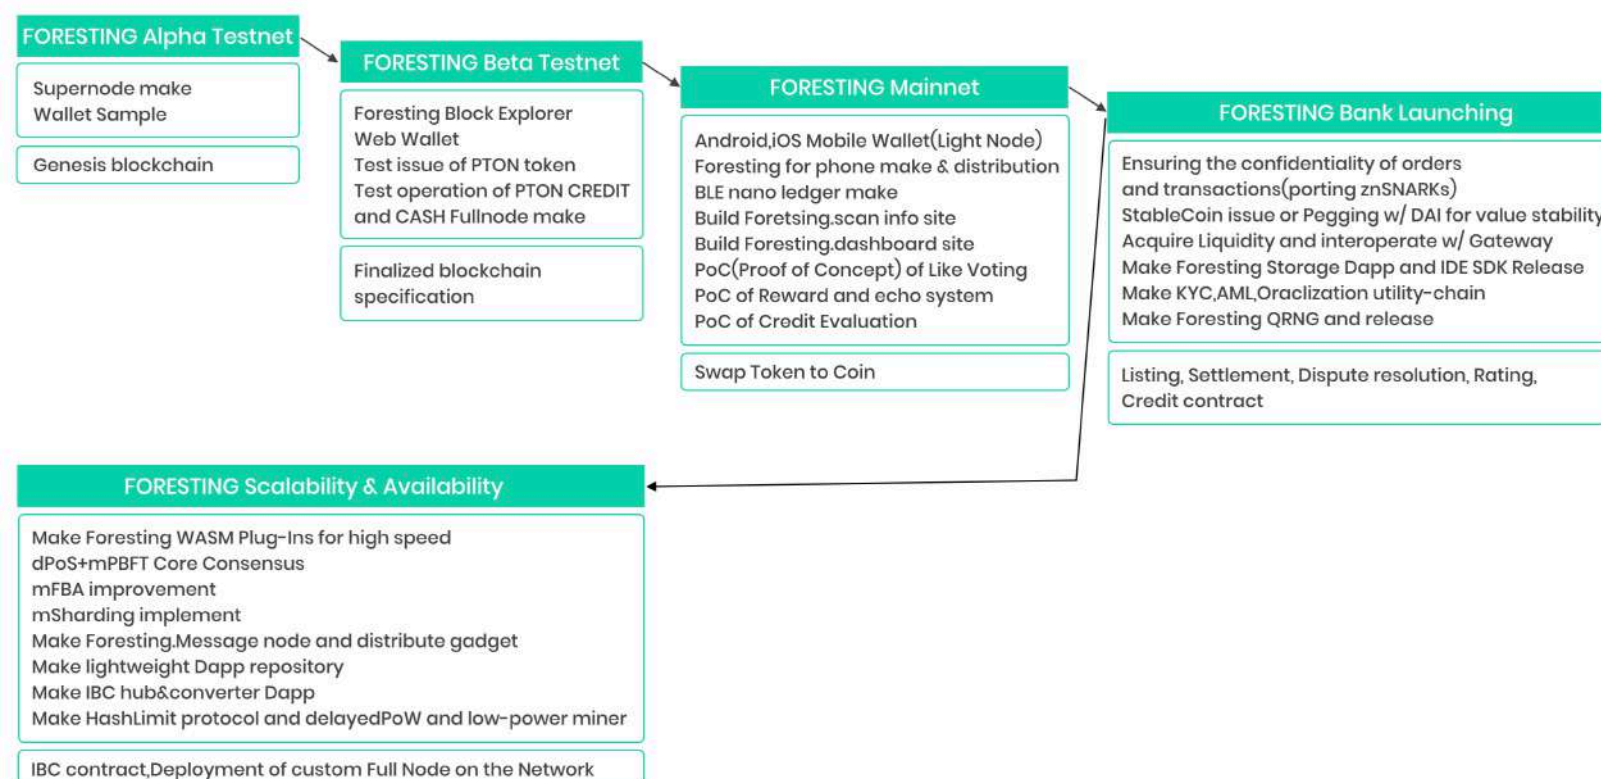 FORESTING Alpha Testnet
Supernode make
Wallet Sample
Genesis blockchain
FORESTING Beta Testnet
Foresting Block Explorer
Web Wallet
Test issue of PTON token
Test operation of PTON CREDIT
and CASH Fullnode make
Finalized blockchain
specification
FORESTING Mainnet
Android,iOS Mobile Wallet(Light Node)
Foresting for phone make & distribution
BLE nano ledger make
Build Foretsing.scan info site
Build Foresting.dashboard site
PoC(Proof of Concept) of Like Voting
PoC of Reward and echo system
PoC of Credit Evaluation
Swap Token to Coin
FORESTING Bank Launching
Ensuring the confidentiality of orders
and transactions(porting znSNARKs)
StableCoin issue or Pegging w/ DAI for value stability
Acquire Liquidity and interoperate w/ Gateway
Make Foresting Storage Dapp and IDE SDK Release
Make KYC,AML,Oraclization utility-chain
Make Foresting QRNG and release
Listing, Settlement, Dispute resolution, Rating,
Credit contract
FORESTING Scalability & Availability
Make Foresting WASM Plug-Ins for high speed
dPoS+mPBFT Core Consensus
mFBA improvement
mSharding implement
Make Foresting.Message node and distribute gadget
Make lightweight Dapp repository
Make IBC hub&converter Dapp
Make HashLimit protocol and delayedPoW and low-power miner
IBC contract,Deployment of custom Full Node on the Network